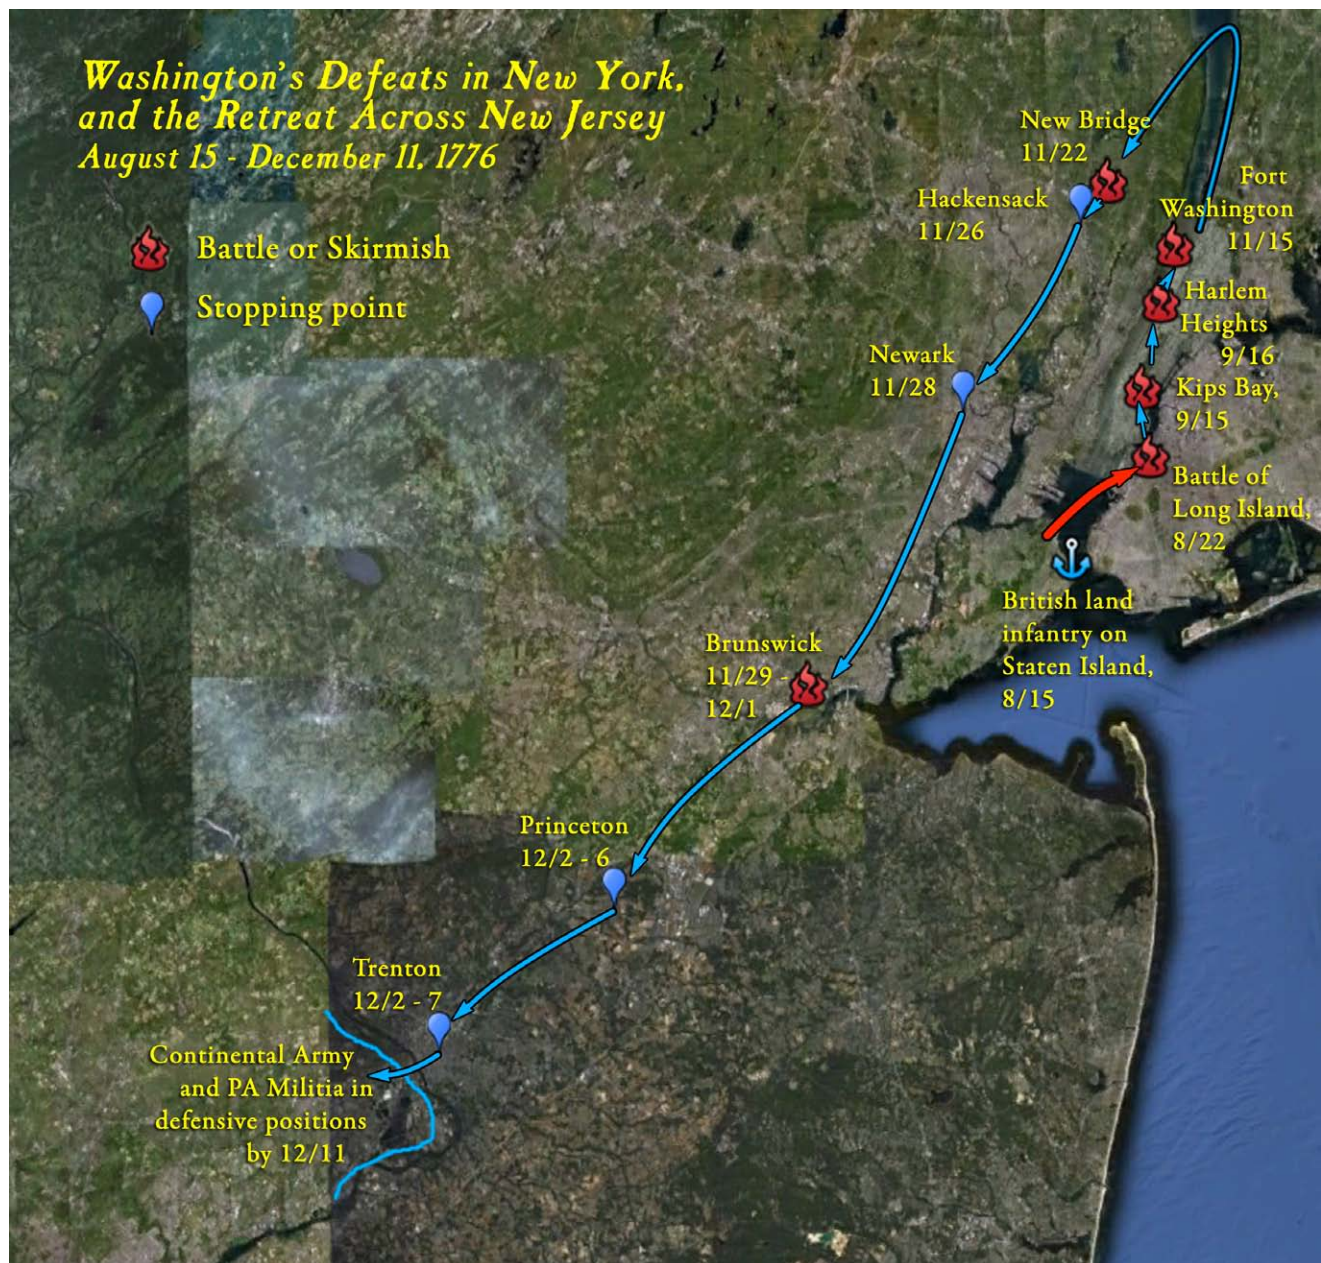 Washington's Defeats in New York,
and the Retreat Across New Jersey
August 15 - December 11, 1776
Battle or Skirmish
Stopping point
New Bridge
11/22
Hackensack
11/26
Fort
Washington
11/15
Harlem
Heights
9/16
Newark
11/28
Kips Bay,
9/15
Battle of
Long Island,
8/22
British land
infantry on
Staten Island,
8/15
Brunswick
11/29 -
12/1
Princeton
12/2 - 6
Trenton
12/2 - 7
Continental Army
and PA Militia in
defensive positions
by 12/11